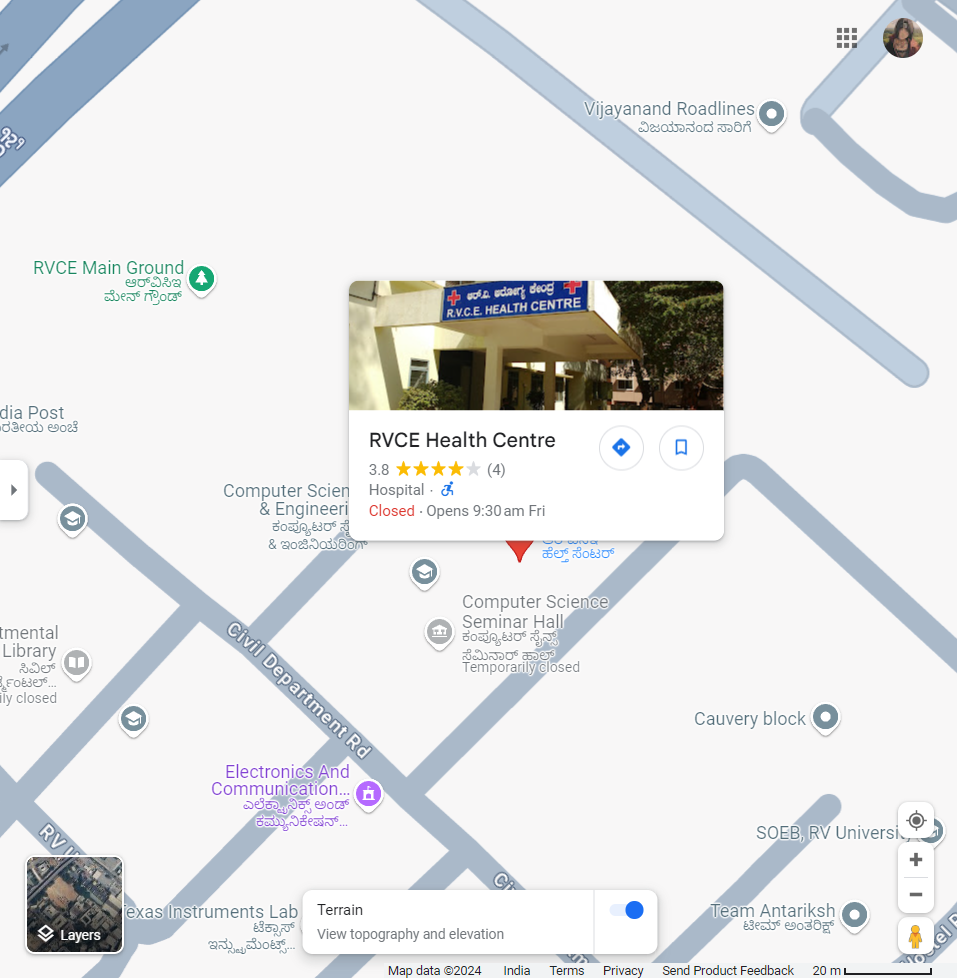 Vijayanand Roadlines
ವಿಜಯಾನಂದ ಸಾರಿಗೆ
RVCE Main Ground
ಆರ್‌ವಿಸಿಇ
ಮೇನ್ ಗ್ರೌಂಡ್
ಆರ್.ವಿ. ಆರೋಗ್ಯ ಕೇಂದ್ರ
R.V.C.E. HEALTH CENTRE
RVCE Health Centre
3.8 (4)
Hospital ·
Closed · Opens 9:30 am Fri
ಹೆಲ್ತ್ ಸೆಂಟರ್
dia Post
ರತೀಯ ಅಂಚೆ
Computer Scien
& Engineeri
ಕಂಪ್ಯೂಟರ್ ಸೈ
& ಇಂಜಿನಿಯರಿಂಗ್
Computer Science
Seminar Hall
ಕಂಪ್ಯೂಟರ್ ಸೈನ್ಸ್
ಸೆಮಿನಾರ್ ಹಾಲ್
Temporarily closed
tmental
Library
ಸಿವಿಲ್
ರ್ಟ್ಮೆಂಟಲ್...
ily closed
Civil Department Rd
Cauvery block
Electronics And
Communication...
ಎಲೆಕ್ಟ್ರಾನಿಕ್ಸ್ ಅಂಡ್
ಕಮ್ಯುನಿಕೇಷನ್...
RV U
SOEB, RV Universi
Texas Instruments Lab
ಟೆಕ್ಸಾಸ್
ಇನ್ಸ್ಟ್ರುಮೆಂಟ್ಸ್...
Ci
Team Antariksh
ಟೀಮ್ ಅಂತರಿಕ್ಷ್
Hostel R
Layers
Terrain
View topography and elevation
Map data ©2024 India Terms Privacy Send Product Feedback 20 m